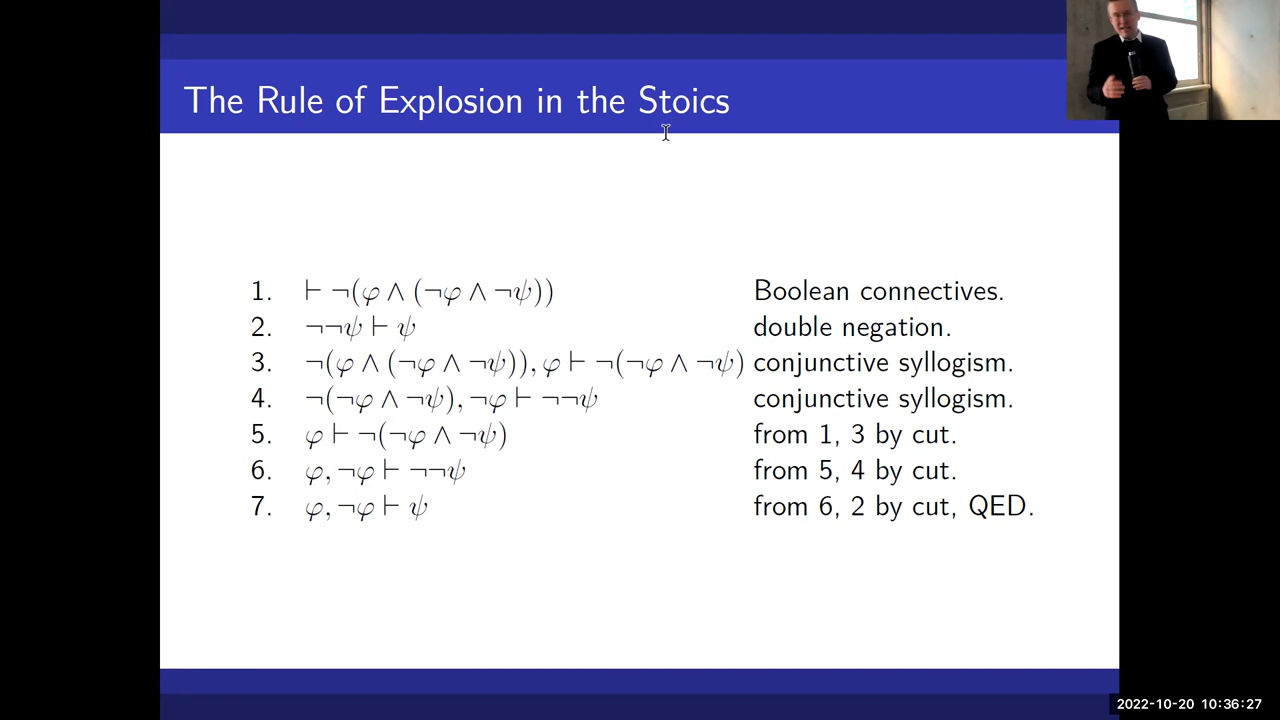 The Rule of Explosion in the Stoics
1. ⊢ ¬(φ ∧ (¬φ ∧ ¬ψ)) Boolean connectives.
2. ¬¬ψ ⊢ ψ double negation.
3. ¬(φ ∧ (¬φ ∧ ¬ψ)), φ ⊢ ¬(¬φ ∧ ¬ψ) conjunctive syllogism.
4. ¬(¬φ ∧ ¬ψ), ¬φ ⊢ ¬¬ψ conjunctive syllogism.
5. φ ⊢ ¬(¬φ ∧ ¬ψ) from 1, 3 by cut.
6. φ, ¬φ ⊢ ¬¬ψ from 5, 4 by cut.
7. φ, ¬φ ⊢ ψ from 6, 2 by cut, QED.
2022-10-20 10:36:27